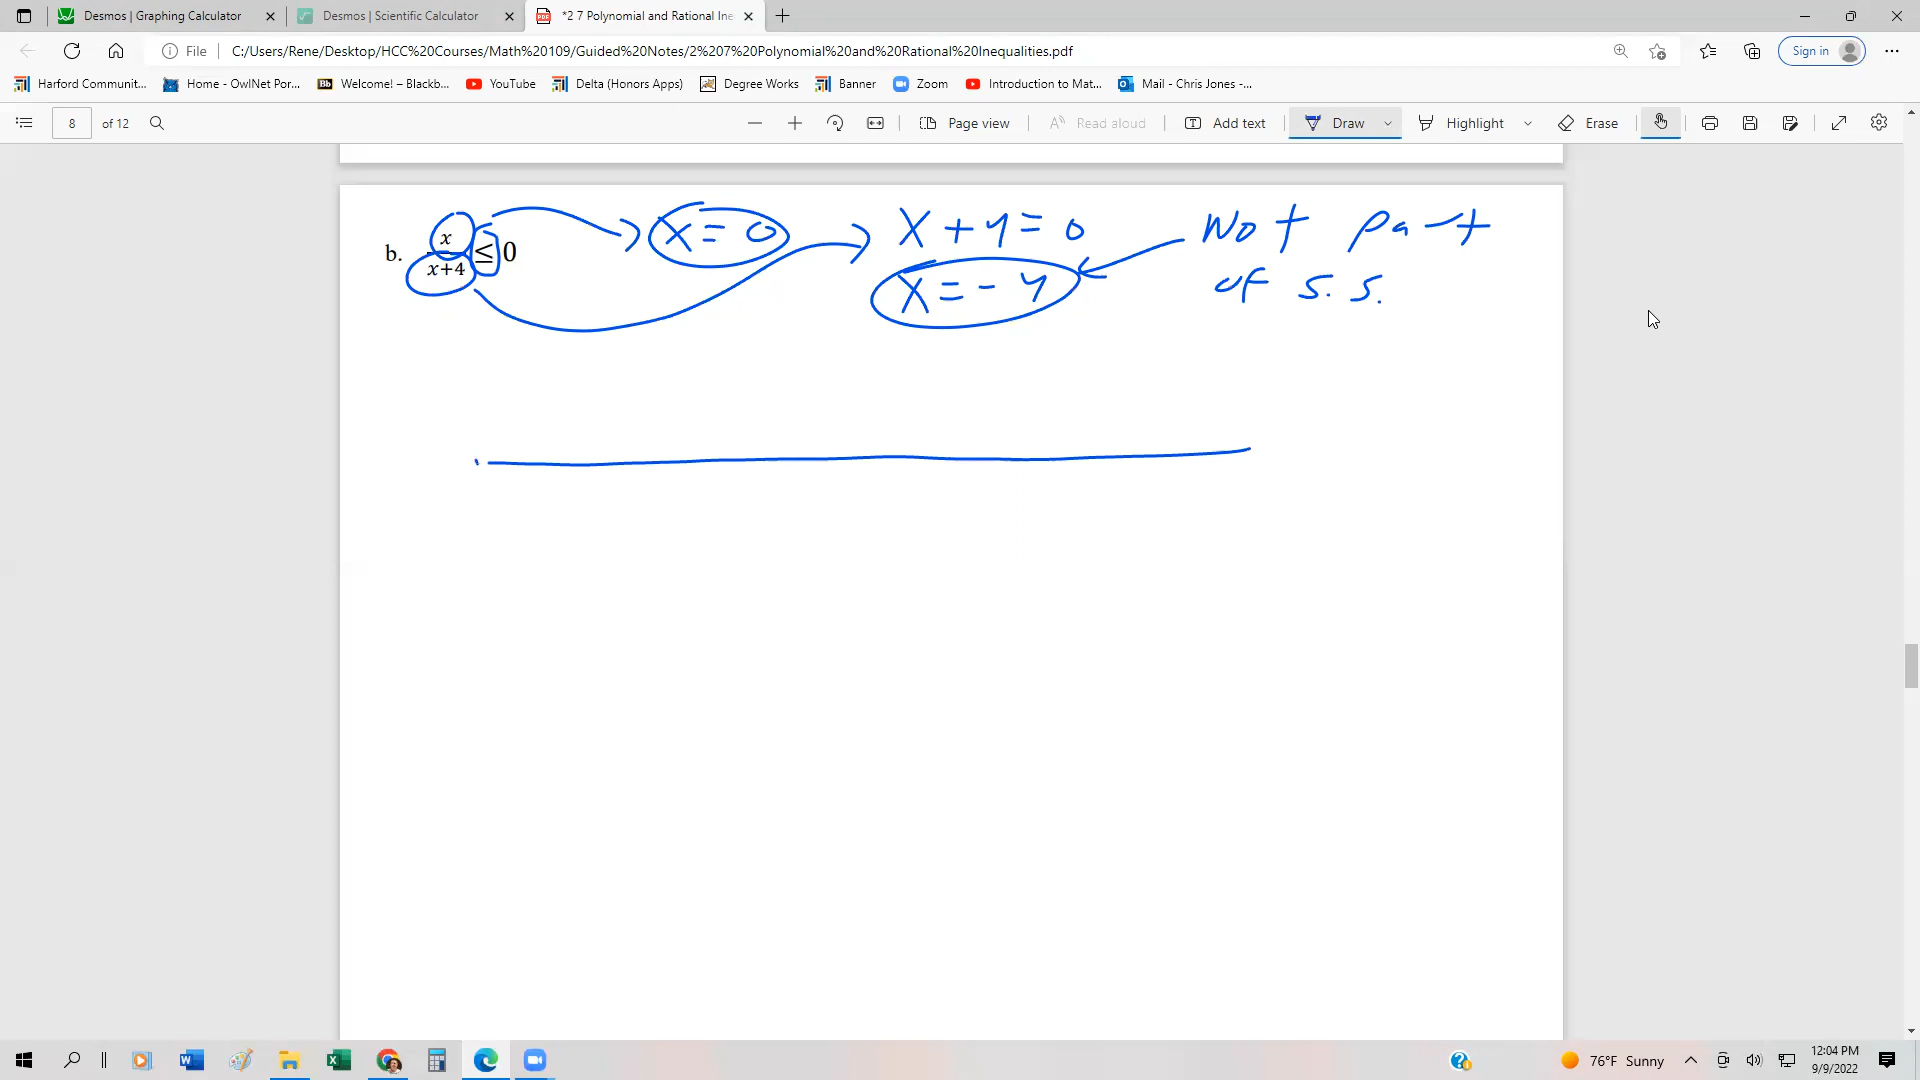 Desmos | Graphing Calculator
Desmos | Scientific Calculator
*2 7 Polynomial and Rational Ine
File
C:/Users/Rene/Desktop/HCC%20Courses/Math%20109/Guided%20Notes/2%207%20Polynomial%20and%20Rational%20Inequalities.pdf
Sign in
Harford Communit...
Home - OwlNet Por...
Welcome! – Blackb...
YouTube
Delta (Honors Apps)
Degree Works
Banner
Zoom
Introduction to Mat...
Mail - Chris Jones -...
8 of 12
Page view
Read aloud
Add text
Draw
Highlight
Erase
b. x/(x+4) ≤ 0
x = 0
x + 4 = 0
x = - 4
Not part
of s.s.
76°F Sunny
12:04 PM
9/9/2022